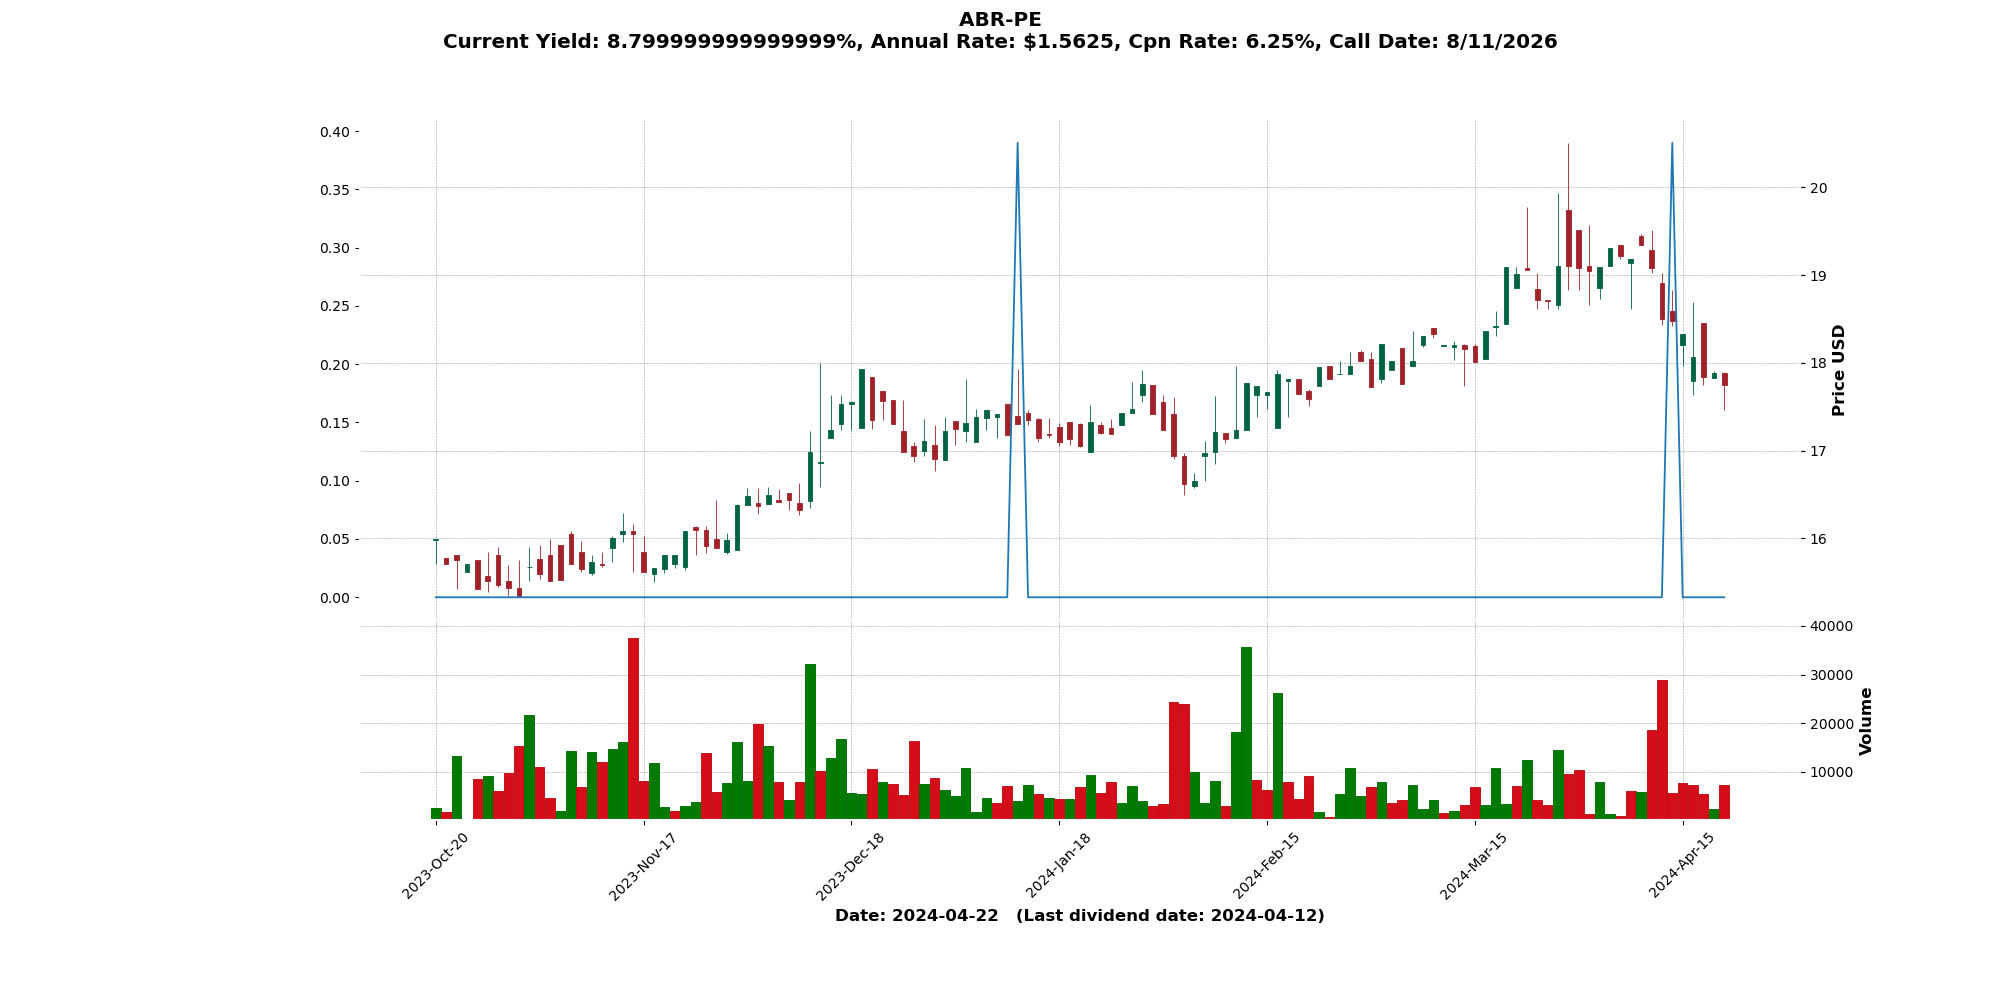 ABR-PE
Current Yield: 8.799999999999999%, Annual Rate: $1.5625, Cpn Rate: 6.25%, Call Date: 8/11/2026
0.40
0.35
0.30
0.25
0.20
0.15
0.10
0.05
0.00
20
19
18
17
16
Price USD
40000
30000
20000
10000
Volume
2023-Oct-20
2023-Nov-17
2023-Dec-18
2024-Jan-18
2024-Feb-15
2024-Mar-15
2024-Apr-15
Date: 2024-04-22 (Last dividend date: 2024-04-12)